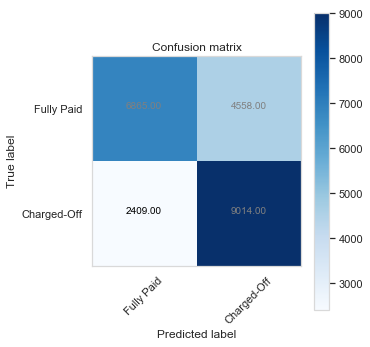 Confusion matrix
True label
Fully Paid
Charged-Off
4558.00
2409.00
9014.00
Fully Paid
Charged-Off
Predicted label
9000
8000
7000
6000
5000
4000
3000